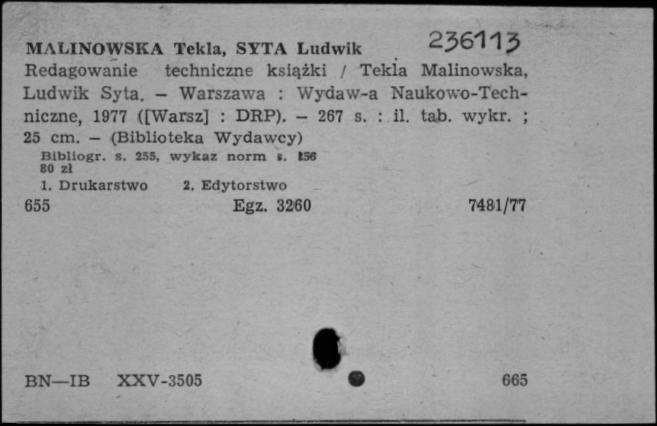 236113
MALINOWSKA Tekla, SYTA Ludwik
Redagowanie techniczne książki / Tekla Malinowska,
Ludwik Syta. — Warszawa : Wydaw-a Naukowo-Tech-
niczne, 1977 ([Warsz] : DRP). — 267 s. : il. tab. wykr. ;
25 cm. — (Biblioteka Wydawcy)
Bibliogr. s. 255, wykaz norm s. 256
80 zł
1. Drukarstwo 2. Edytorstwo
655 Egz. 3260 7481/77
BN—IB XXV-3505 665